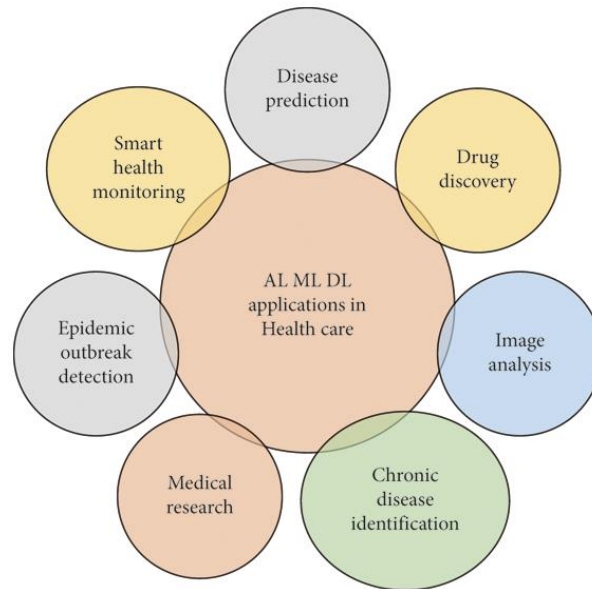 Disease
prediction
Smart
health
monitoring
Drug
discovery
AL ML DL
applications in
Health care
Epidemic
outbreak
detection
Image
analysis
Medical
research
Chronic
disease
identification